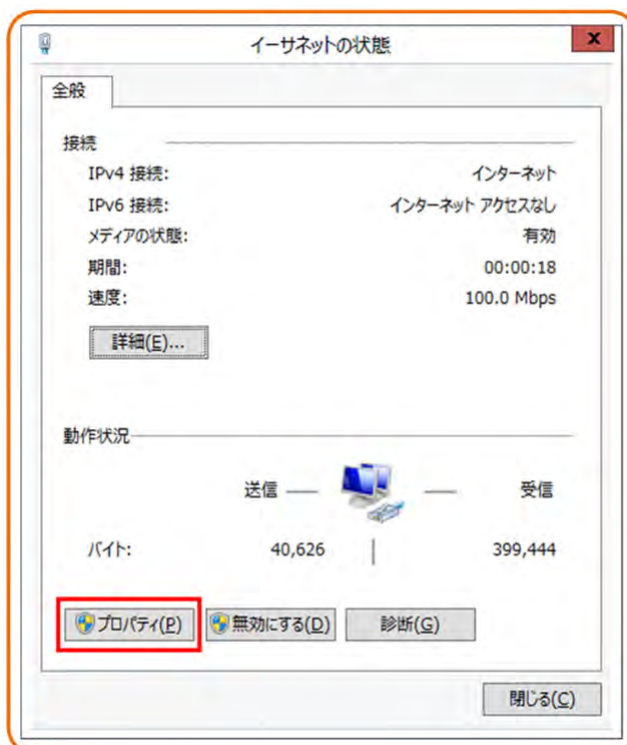 イーサネットの状態
x
全般
接続
IPv4 接続: インターネット
IPv6 接続: インターネット アクセスなし
メディアの状態: 有効
期間: 00:00:18
速度: 100.0 Mbps
詳細(E)...
動作状況
送信 受信
バイト: 40,626 399,444
プロパティ(P) 無効にする(D) 診断(G)
閉じる(C)